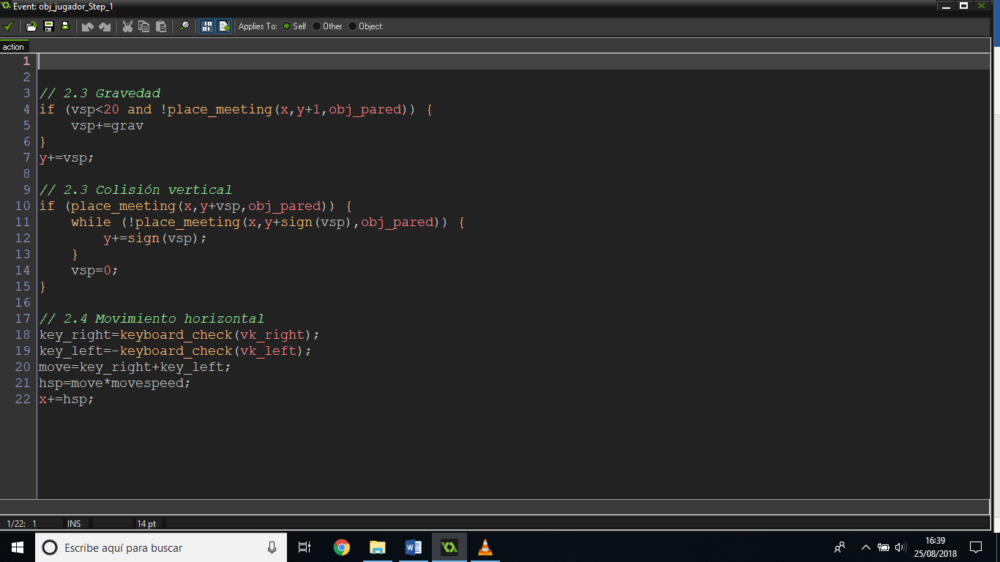 Event: obj_jugador_Step_1
Applies To: Self Other Object:
action
1
2
3 // 2.3 Gravedad
4 if (vsp<20 and !place_meeting(x,y+1,obj_pared)) {
5 vsp+=grav
6 }
7 y+=vsp;
8
9 // 2.3 Colisión vertical
10 if (place_meeting(x,y+vsp,obj_pared)) {
11 while (!place_meeting(x,y+sign(vsp),obj_pared)) {
12 y+=sign(vsp);
13 }
14 vsp=0;
15 }
16
17 // 2.4 Movimiento horizontal
18 key_right=keyboard_check(vk_right);
19 key_left=-keyboard_check(vk_left);
20 move=key_right+key_left;
21 hsp=move*movespeed;
22 x+=hsp;
1/22: 1 INS 14 pt
Escribe aquí para buscar
16:39
25/08/2018